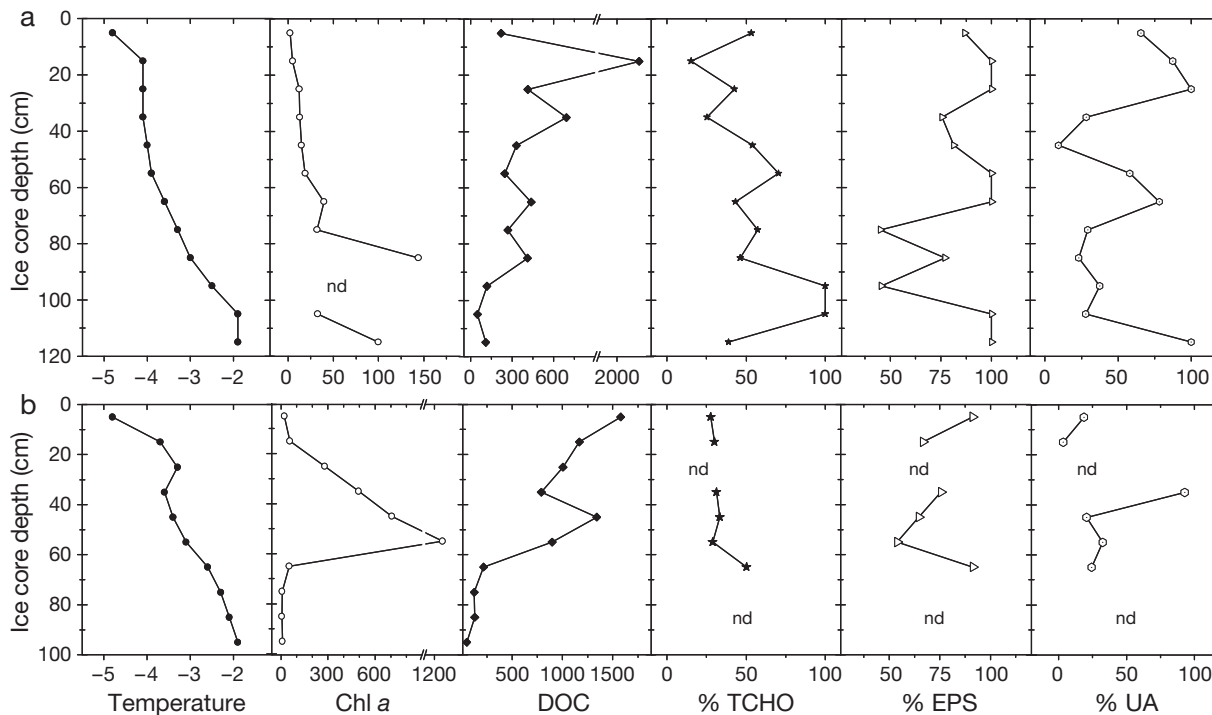 a
0
20
40
60
80
100
120
Ice core depth (cm)
nd
−5 −4 −3 −2
0 50 100 150
0 300 600 2000
0 50 100
50 75 100
0 50 100
b
0
20
40
60
80
100
Ice core depth (cm)
nd nd nd
nd nd nd
−5 −4 −3 −2
0 300 600 1200
500 1000 1500
0 50 100
50 75 100
0 50 100
Temperature Chl a DOC % TCHO % EPS % UA